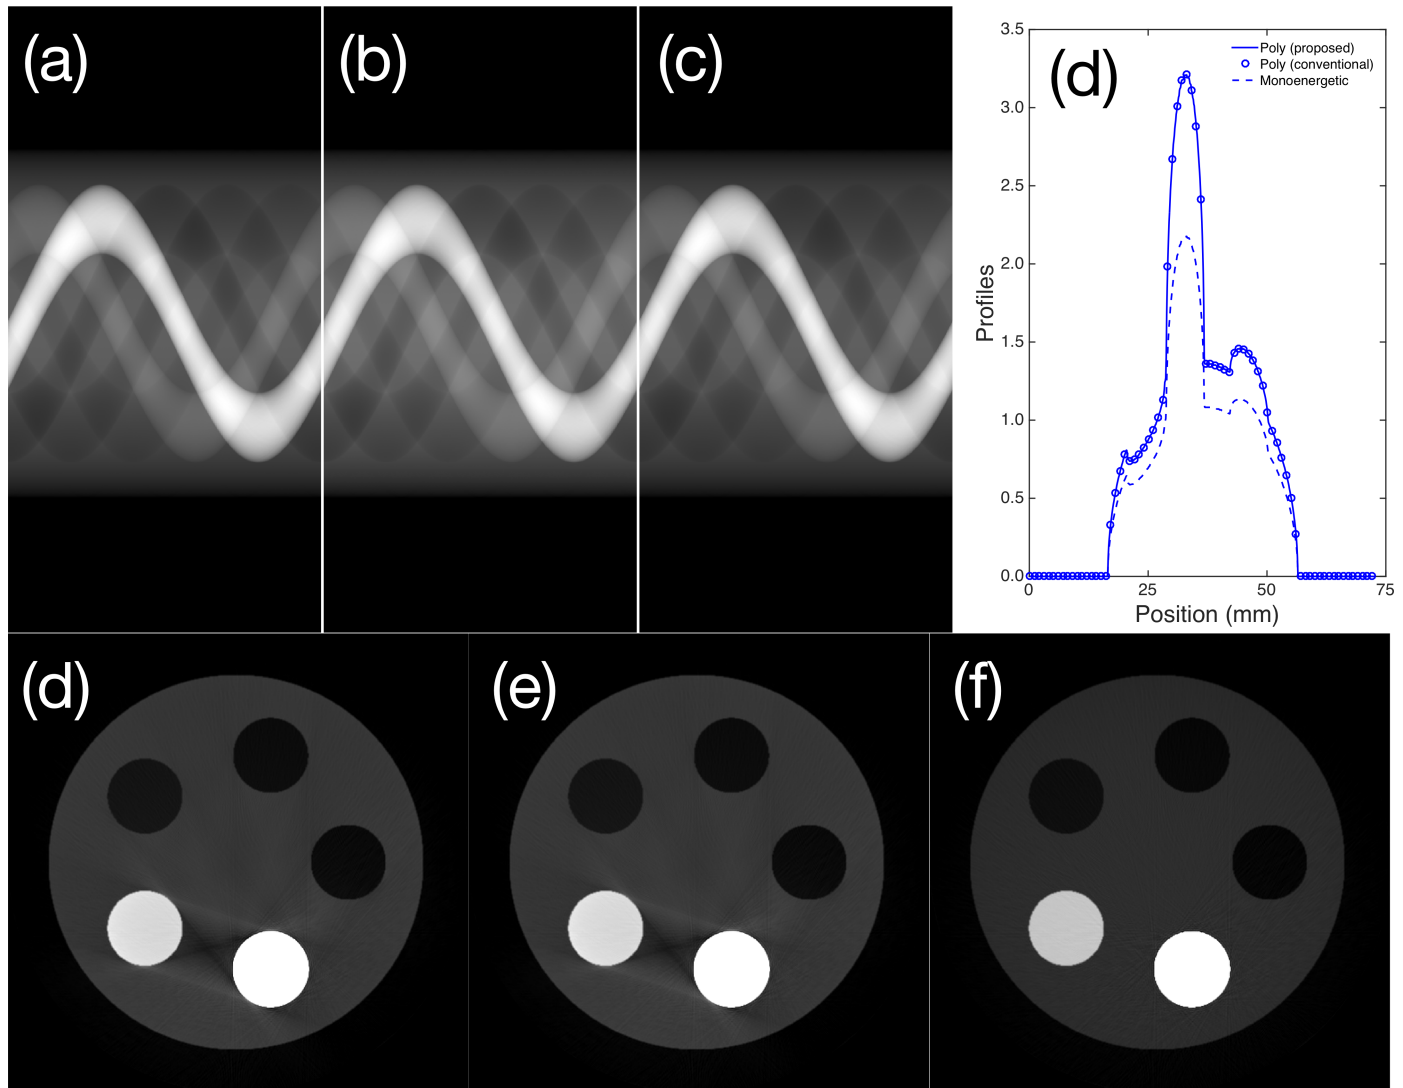 (a)
(b)
(c)
(d)
Poly (proposed)
Poly (conventional)
Monoenergetic
3.5
3.0
2.5
2.0
1.5
1.0
0.5
0.0
Profiles
0
25
50
75
Position (mm)
(d)
(e)
(f)